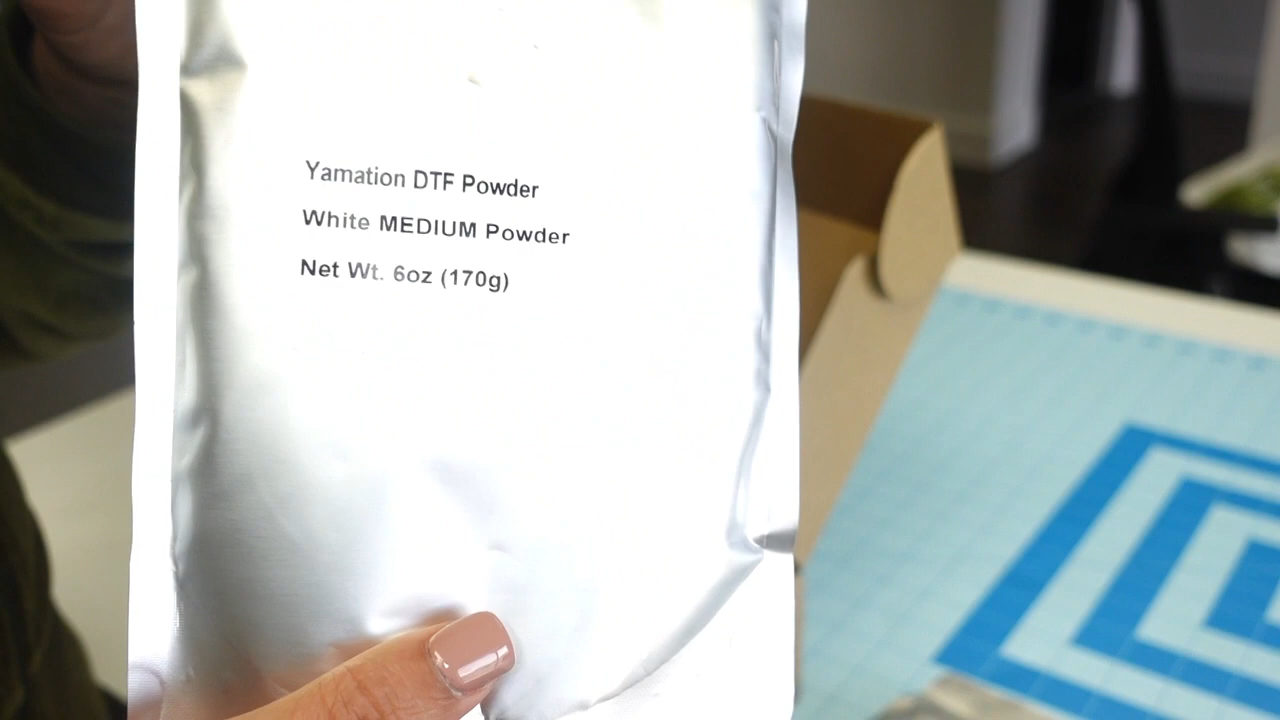 Yamation DTF Powder
White MEDIUM Powder
Net Wt. 6oz (170g)